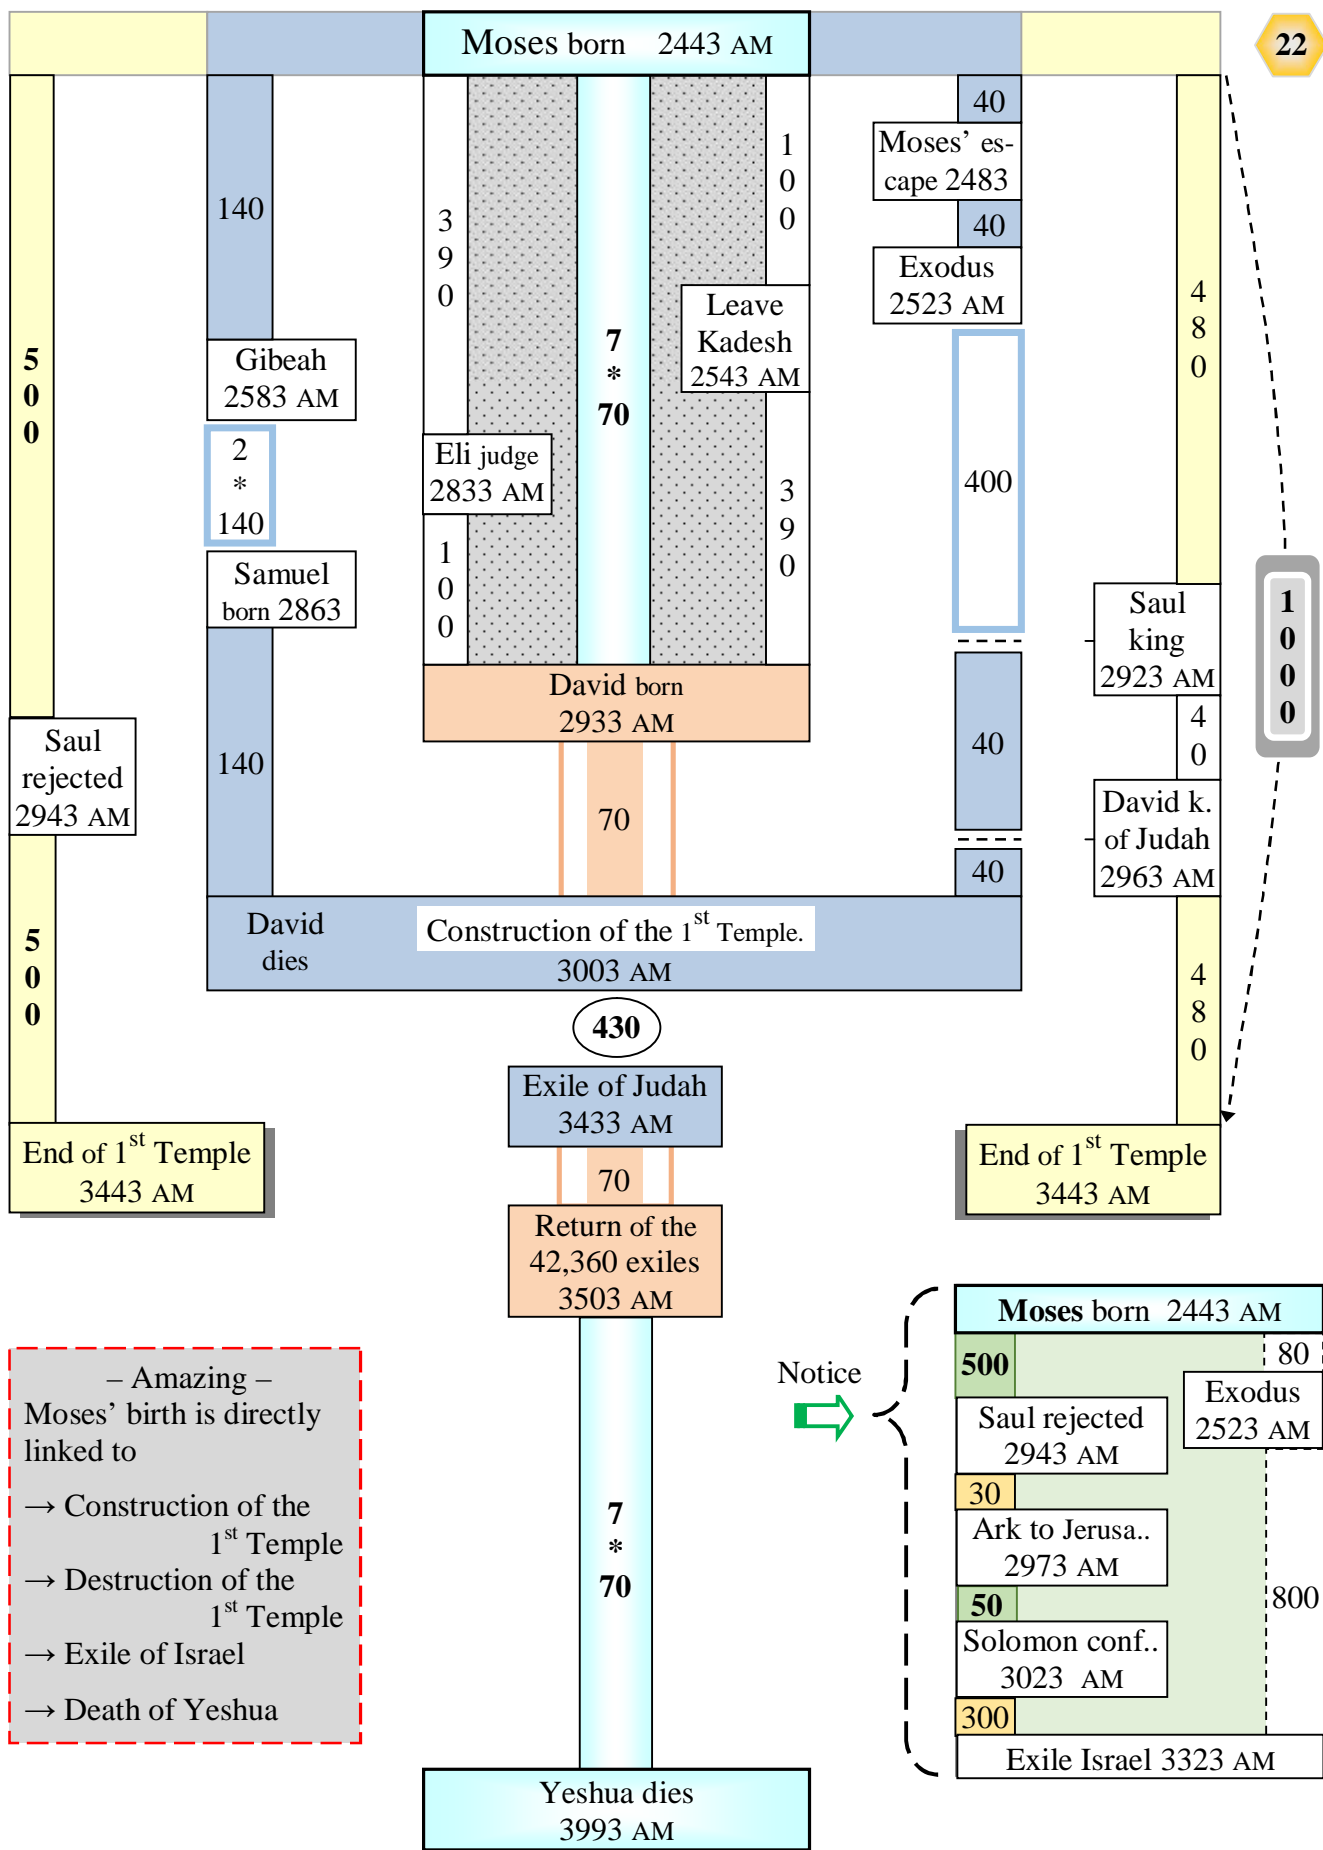 Moses born 2443 AM
22
500
140
390
7
*
70
100
40
Moses’ es-
cape 2483
40
Exodus
2523 AM
480
Leave
Kadesh
2543 AM
Gibeah
2583 AM
2
*
140
Eli judge
2833 AM
390
400
100
Samuel
born 2863
Saul
king
2923 AM
1000
David born
2933 AM
Saul
rejected
2943 AM
140
70
40
40
David k.
of Judah
2963 AM
40
500
David
dies
Construction of the 1st Temple.
3003 AM
480
430
Exile of Judah
3433 AM
End of 1st Temple
3443 AM
70
End of 1st Temple
3443 AM
Return of the
42,360 exiles
3503 AM
7
*
70
– Amazing –
Moses’ birth is directly
linked to
→ Construction of the
1st Temple
→ Destruction of the
1st Temple
→ Exile of Israel
→ Death of Yeshua
Notice
Moses born 2443 AM
500
80
Exodus
2523 AM
Saul rejected
2943 AM
30
Ark to Jerusa..
2973 AM
50
800
Solomon conf..
3023 AM
300
Exile Israel 3323 AM
Yeshua dies
3993 AM